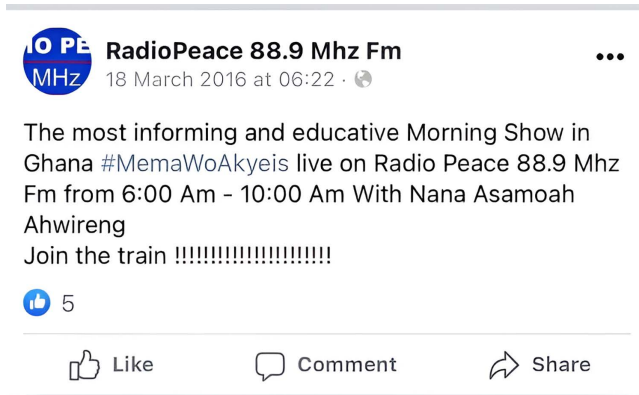 IO PE
MHz
RadioPeace 88.9 Mhz Fm
18 March 2016 at 06:22 ·
The most informing and educative Morning Show in
Ghana #MemaWoAkyeis live on Radio Peace 88.9 Mhz
Fm from 6:00 Am - 10:00 Am With Nana Asamoah
Ahwireng
Join the train !!!!!!!!!!!!!!!!!!!!!!
5
Like
Comment
Share